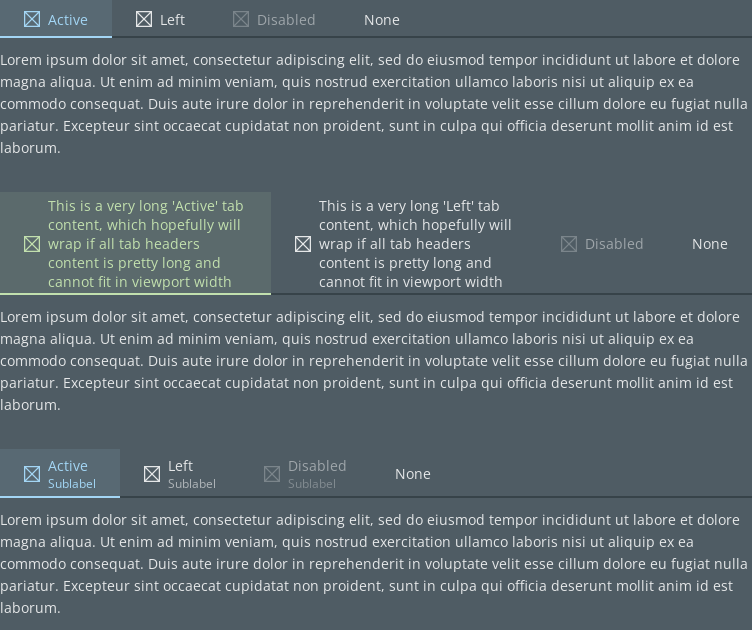 Active Left Disabled None
Lorem ipsum dolor sit amet, consectetur adipiscing elit, sed do eiusmod tempor incididunt ut labore et dolore
magna aliqua. Ut enim ad minim veniam, quis nostrud exercitation ullamco laboris nisi ut aliquip ex ea
commodo consequat. Duis aute irure dolor in reprehenderit in voluptate velit esse cillum dolore eu fugiat nulla
pariatur. Excepteur sint occaecat cupidatat non proident, sunt in culpa qui officia deserunt mollit anim id est
laborum.
This is a very long 'Active' tab
content, which hopefully will
wrap if all tab headers
content is pretty long and
cannot fit in viewport width
This is a very long 'Left' tab
content, which hopefully will
wrap if all tab headers
content is pretty long and
cannot fit in viewport width
Disabled
None
Lorem ipsum dolor sit amet, consectetur adipiscing elit, sed do eiusmod tempor incididunt ut labore et dolore
magna aliqua. Ut enim ad minim veniam, quis nostrud exercitation ullamco laboris nisi ut aliquip ex ea
commodo consequat. Duis aute irure dolor in reprehenderit in voluptate velit esse cillum dolore eu fugiat nulla
pariatur. Excepteur sint occaecat cupidatat non proident, sunt in culpa qui officia deserunt mollit anim id est
laborum.
Active
Sublabel
Left
Sublabel
Disabled
Sublabel
None
Lorem ipsum dolor sit amet, consectetur adipiscing elit, sed do eiusmod tempor incididunt ut labore et dolore
magna aliqua. Ut enim ad minim veniam, quis nostrud exercitation ullamco laboris nisi ut aliquip ex ea
commodo consequat. Duis aute irure dolor in reprehenderit in voluptate velit esse cillum dolore eu fugiat nulla
pariatur. Excepteur sint occaecat cupidatat non proident, sunt in culpa qui officia deserunt mollit anim id est
laborum.